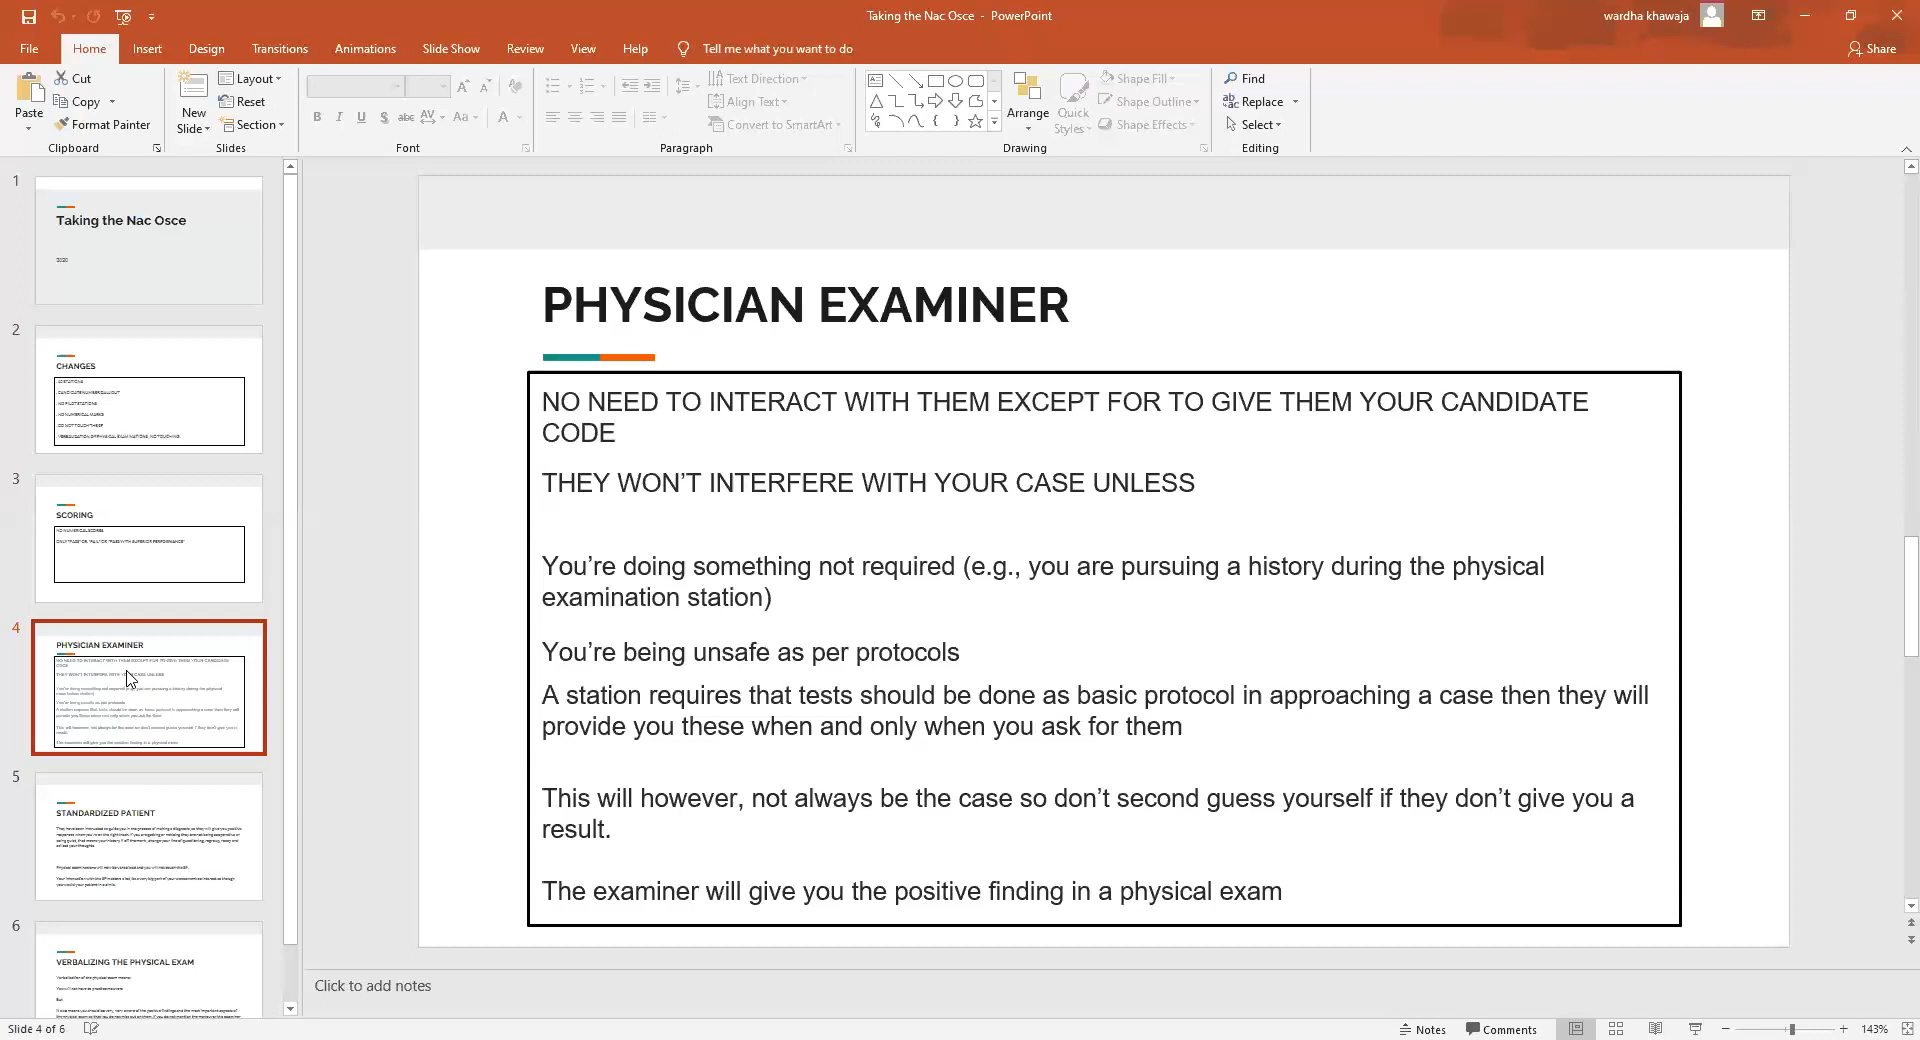 Taking the Nac Osce - PowerPoint
wardha khawaja
File Home Insert Design Transitions Animations Slide Show Review View Help Tell me what you want to do Share
Paste
Cut
Copy
Format Painter
Clipboard
New Slide
Layout
Reset
Section
Slides
B I U S abc AV Aa A
Font
Text Direction
Align Text
Convert to SmartArt
Paragraph
Arrange
Quick Styles
Shape Fill
Shape Outline
Shape Effects
Drawing
Find
Replace
Select
Editing
1
Taking the Nac Osce
2020
2
CHANGES
3
SCORING
4
PHYSICIAN EXAMINER
5
STANDARDIZED PATIENT
6
VERBALIZING THE PHYSICAL EXAM
PHYSICIAN EXAMINER
NO NEED TO INTERACT WITH THEM EXCEPT FOR TO GIVE THEM YOUR CANDIDATE
CODE
THEY WON'T INTERFERE WITH YOUR CASE UNLESS
You're doing something not required (e.g., you are pursuing a history during the physical
examination station)
You're being unsafe as per protocols
A station requires that tests should be done as basic protocol in approaching a case then they will
provide you these when and only when you ask for them
This will however, not always be the case so don't second guess yourself if they don't give you a
result.
The examiner will give you the positive finding in a physical exam
Click to add notes
Slide 4 of 6
Notes Comments 143%